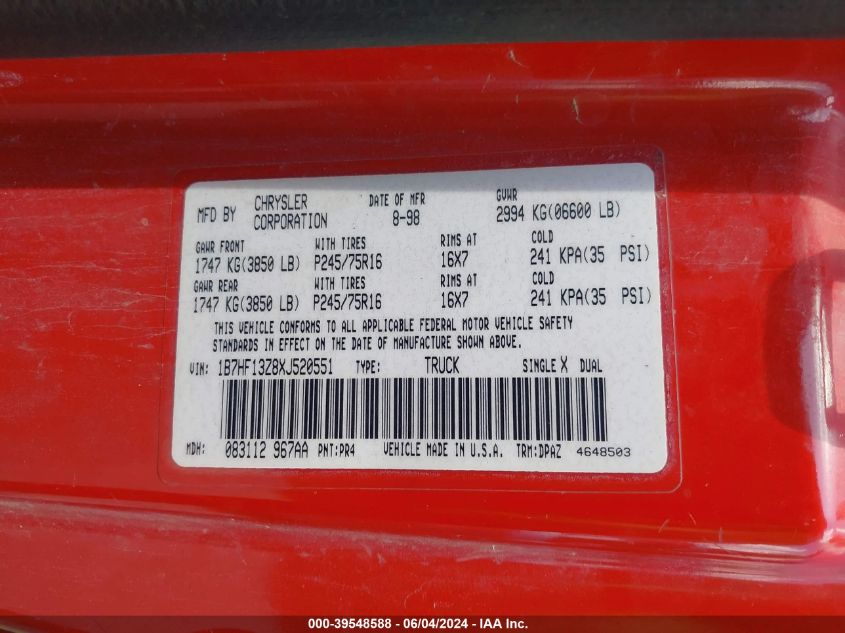 MFD BY CHRYSLER CORPORATION DATE OF MFR 8-98 GVWR 2994 KG(06600 LB)
GAWR FRONT WITH TIRES RIMS AT COLD
1747 KG(3850 LB) P245/75R16 16X7 241 KPA(35 PSI)
GAWR REAR WITH TIRES RIMS AT COLD
1747 KG(3850 LB) P245/75R16 16X7 241 KPA(35 PSI)
THIS VEHICLE CONFORMS TO ALL APPLICABLE FEDERAL MOTOR VEHICLE SAFETY
STANDARDS IN EFFECT ON THE DATE OF MANUFACTURE SHOWN ABOVE.
VIN: 1B7HF13Z8XJ520551 TYPE: TRUCK SINGLE X DUAL
MDH: 083112 967AA PNT:PR4 VEHICLE MADE IN U.S.A. TRM:DPAZ 4648503
000-39548588 - 06/04/2024 - IAA Inc.